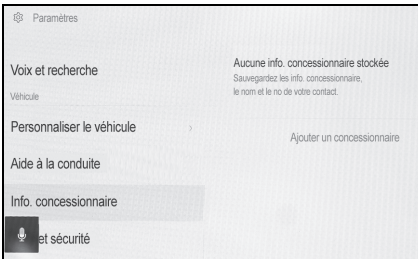 Paramètres
Voix et recherche
Véhicule
Personnaliser le véhicule
Aide à la conduite
Info. concessionnaire
et sécurité
Aucune info. concessionnaire stockée
Sauvegardez les info. concessionnaire,
le nom et le no de votre contact.
Ajouter un concessionnaire